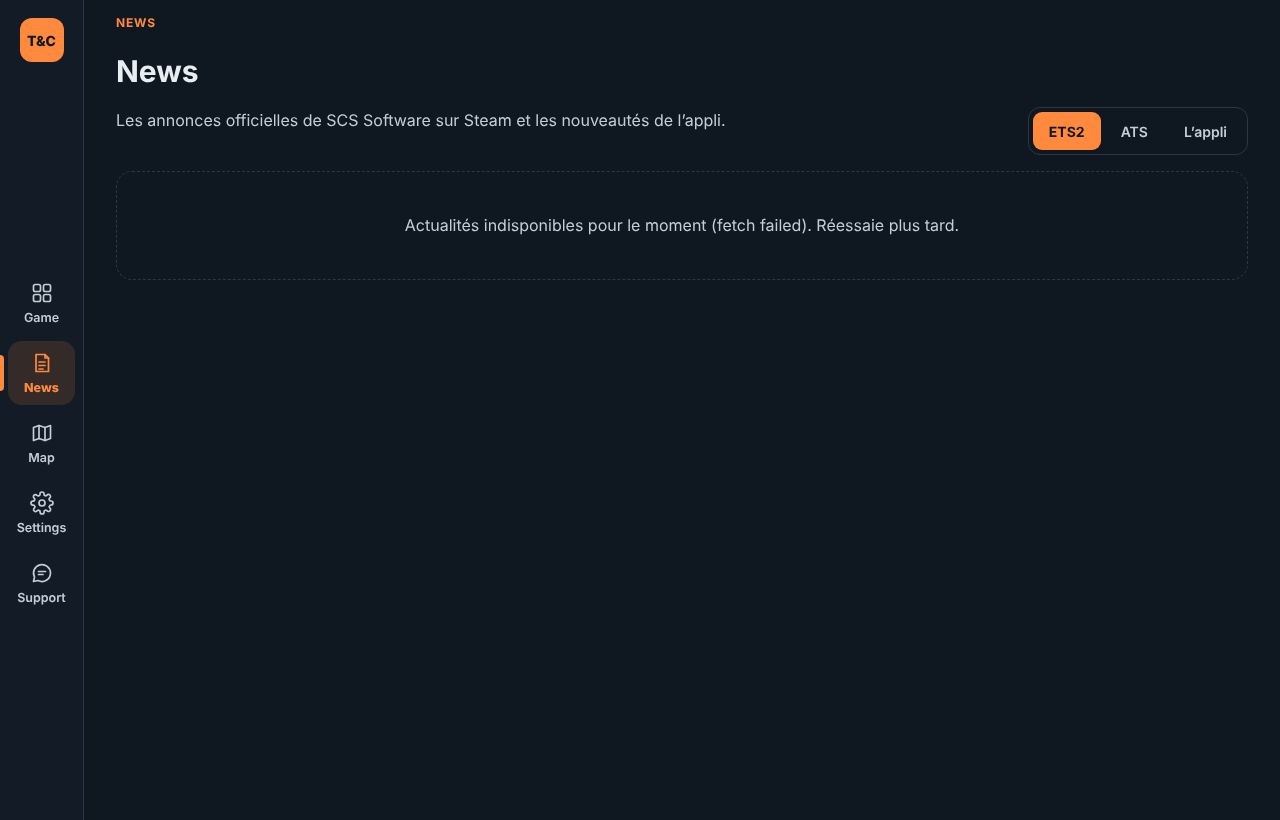 T&C
NEWS
News
Les annonces officielles de SCS Software sur Steam et les nouveautés de l’appli.
ETS2
ATS
L’appli
Actualités indisponibles pour le moment (fetch failed). Réessaie plus tard.
Game
News
Map
Settings
Support